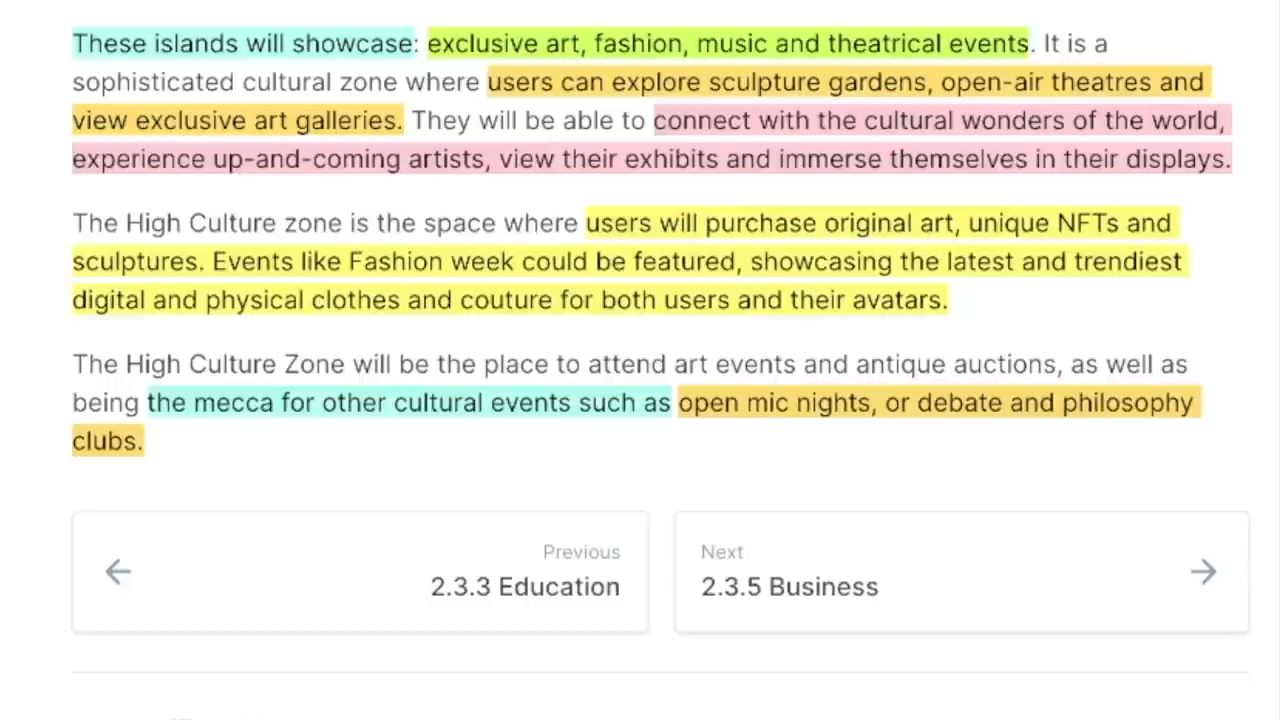 These islands will showcase: exclusive art, fashion, music and theatrical events. It is a
sophisticated cultural zone where users can explore sculpture gardens, open-air theatres and
view exclusive art galleries. They will be able to connect with the cultural wonders of the world,
experience up-and-coming artists, view their exhibits and immerse themselves in their displays.
The High Culture zone is the space where users will purchase original art, unique NFTs and
sculptures. Events like Fashion week could be featured, showcasing the latest and trendiest
digital and physical clothes and couture for both users and their avatars.
The High Culture Zone will be the place to attend art events and antique auctions, as well as
being the mecca for other cultural events such as open mic nights, or debate and philosophy
clubs.
Previous
2.3.3 Education
Next
2.3.5 Business